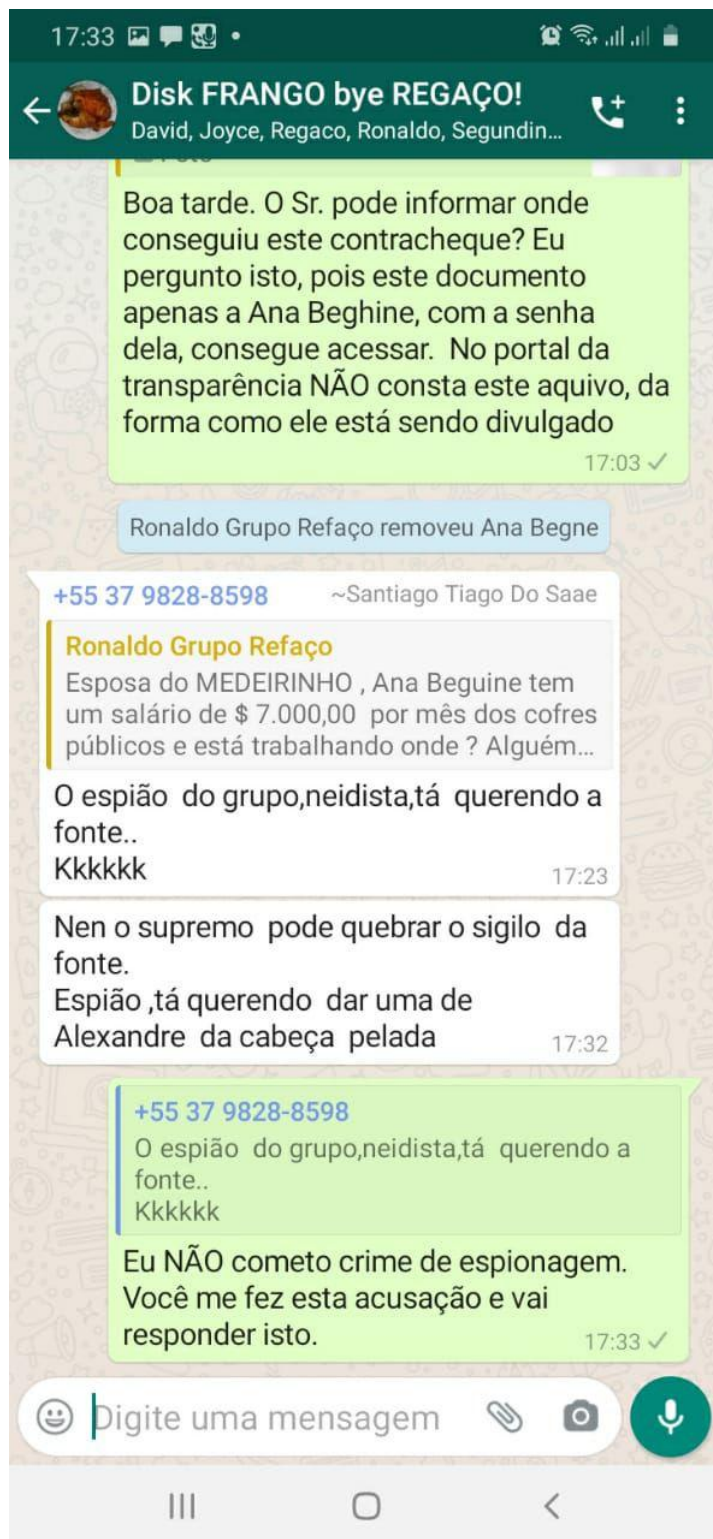 17:33
Disk FRANGO bye REGAÇO!
David, Joyce, Regaco, Ronaldo, Segundin...
Boa tarde. O Sr. pode informar onde
conseguiu este contracheque? Eu
pergunto isto, pois este documento
apenas a Ana Beghine, com a senha
dela, consegue acessar.  No portal da
transparência NÃO consta este aquivo, da
forma como ele está sendo divulgado
17:03
Ronaldo Grupo Refaço removeu Ana Begne
+55 37 9828-8598 ~Santiago Tiago Do Saae
Ronaldo Grupo Refaço
Esposa do MEDEIRINHO , Ana Beguine tem
um salário de $ 7.000,00  por mês dos cofres
públicos e está trabalhando onde ? Alguém...
O espião  do grupo,neidista,tá  querendo a
fonte..
Kkkkkk
17:23
Nen o supremo  pode quebrar o sigilo  da
fonte.
Espião ,tá querendo  dar uma de
Alexandre  da cabeça  pelada
17:32
+55 37 9828-8598
O espião  do grupo,neidista,tá  querendo a
fonte..
Kkkkkk
Eu NÃO cometo crime de espionagem.
Você me fez esta acusação e vai
responder isto.
17:33
Digite uma mensagem